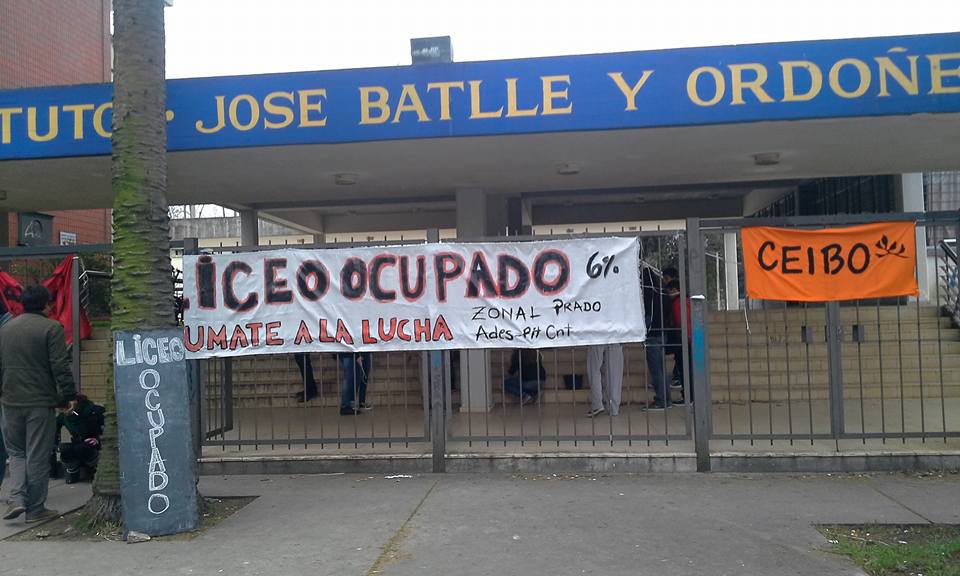 TUTO · JOSE BATLLE Y ORDOÑE
LICEO OCUPADO 6%
UMATE A LA LUCHA
ZONAL PRADO
Ades-Pit Cnt
CEIBO
LICEO
OCUPADO